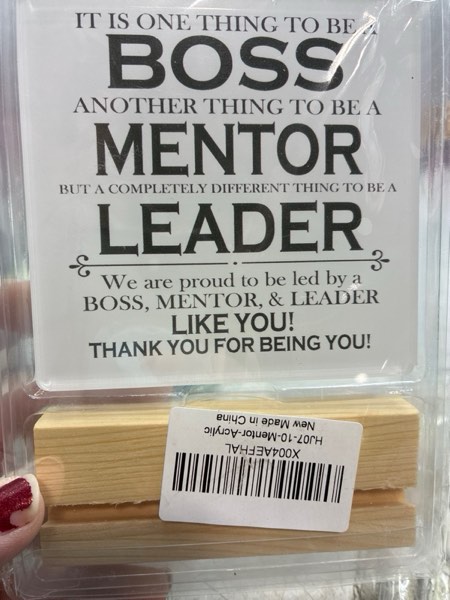 IT IS ONE THING TO BE A
BOSS
ANOTHER THING TO BE A
MENTOR
BUT A COMPLETELY DIFFERENT THING TO BE A
LEADER
We are proud to be led by a
BOSS, MENTOR, & LEADER
LIKE YOU!
THANK YOU FOR BEING YOU!
X004AEFHAL
HJ07-10-Mentor-Acrylic
New Made in China